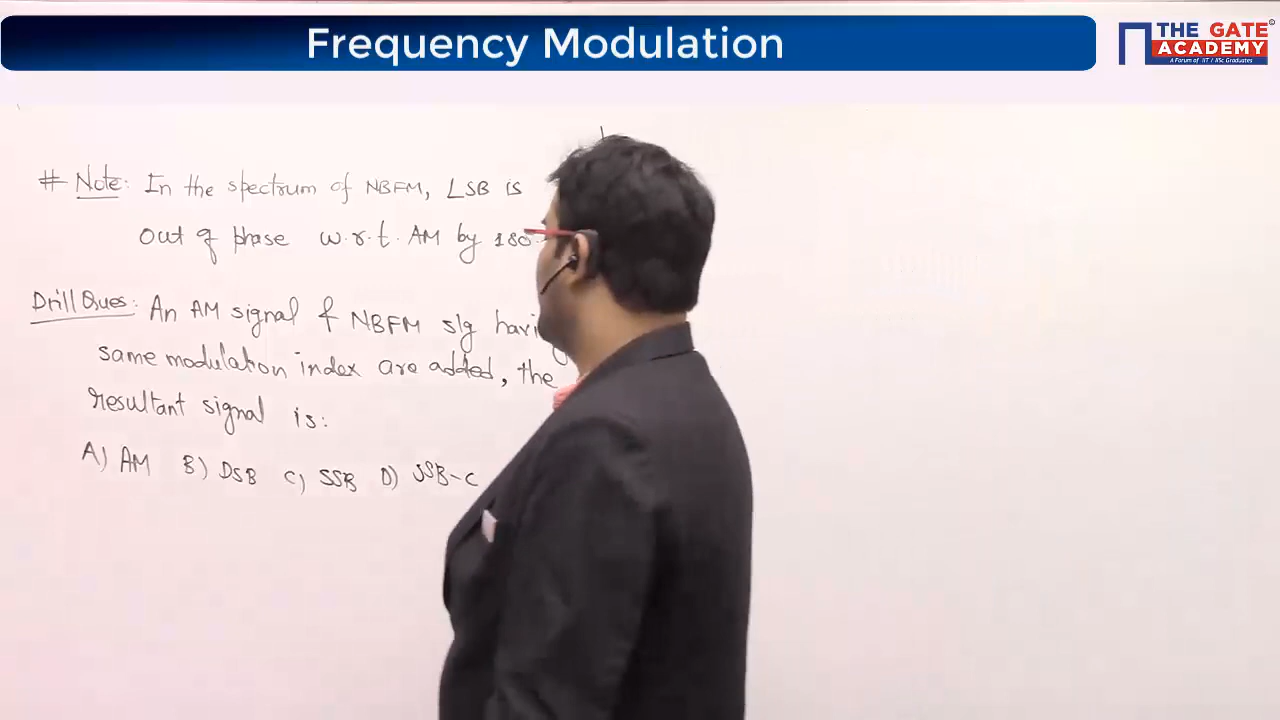 Frequency Modulation
THE GATE
ACADEMY
A Forum of IIT / IISc Graduates
# Note: In the spectrum of NBFM, LSB is
out of phase w.r.t. AM by 180
Drill Ques: An AM signal & NBFM s/g havi
same modulation index are added, the
resultant signal is:
A) AM B) DSB C) SSB D) SSB-C